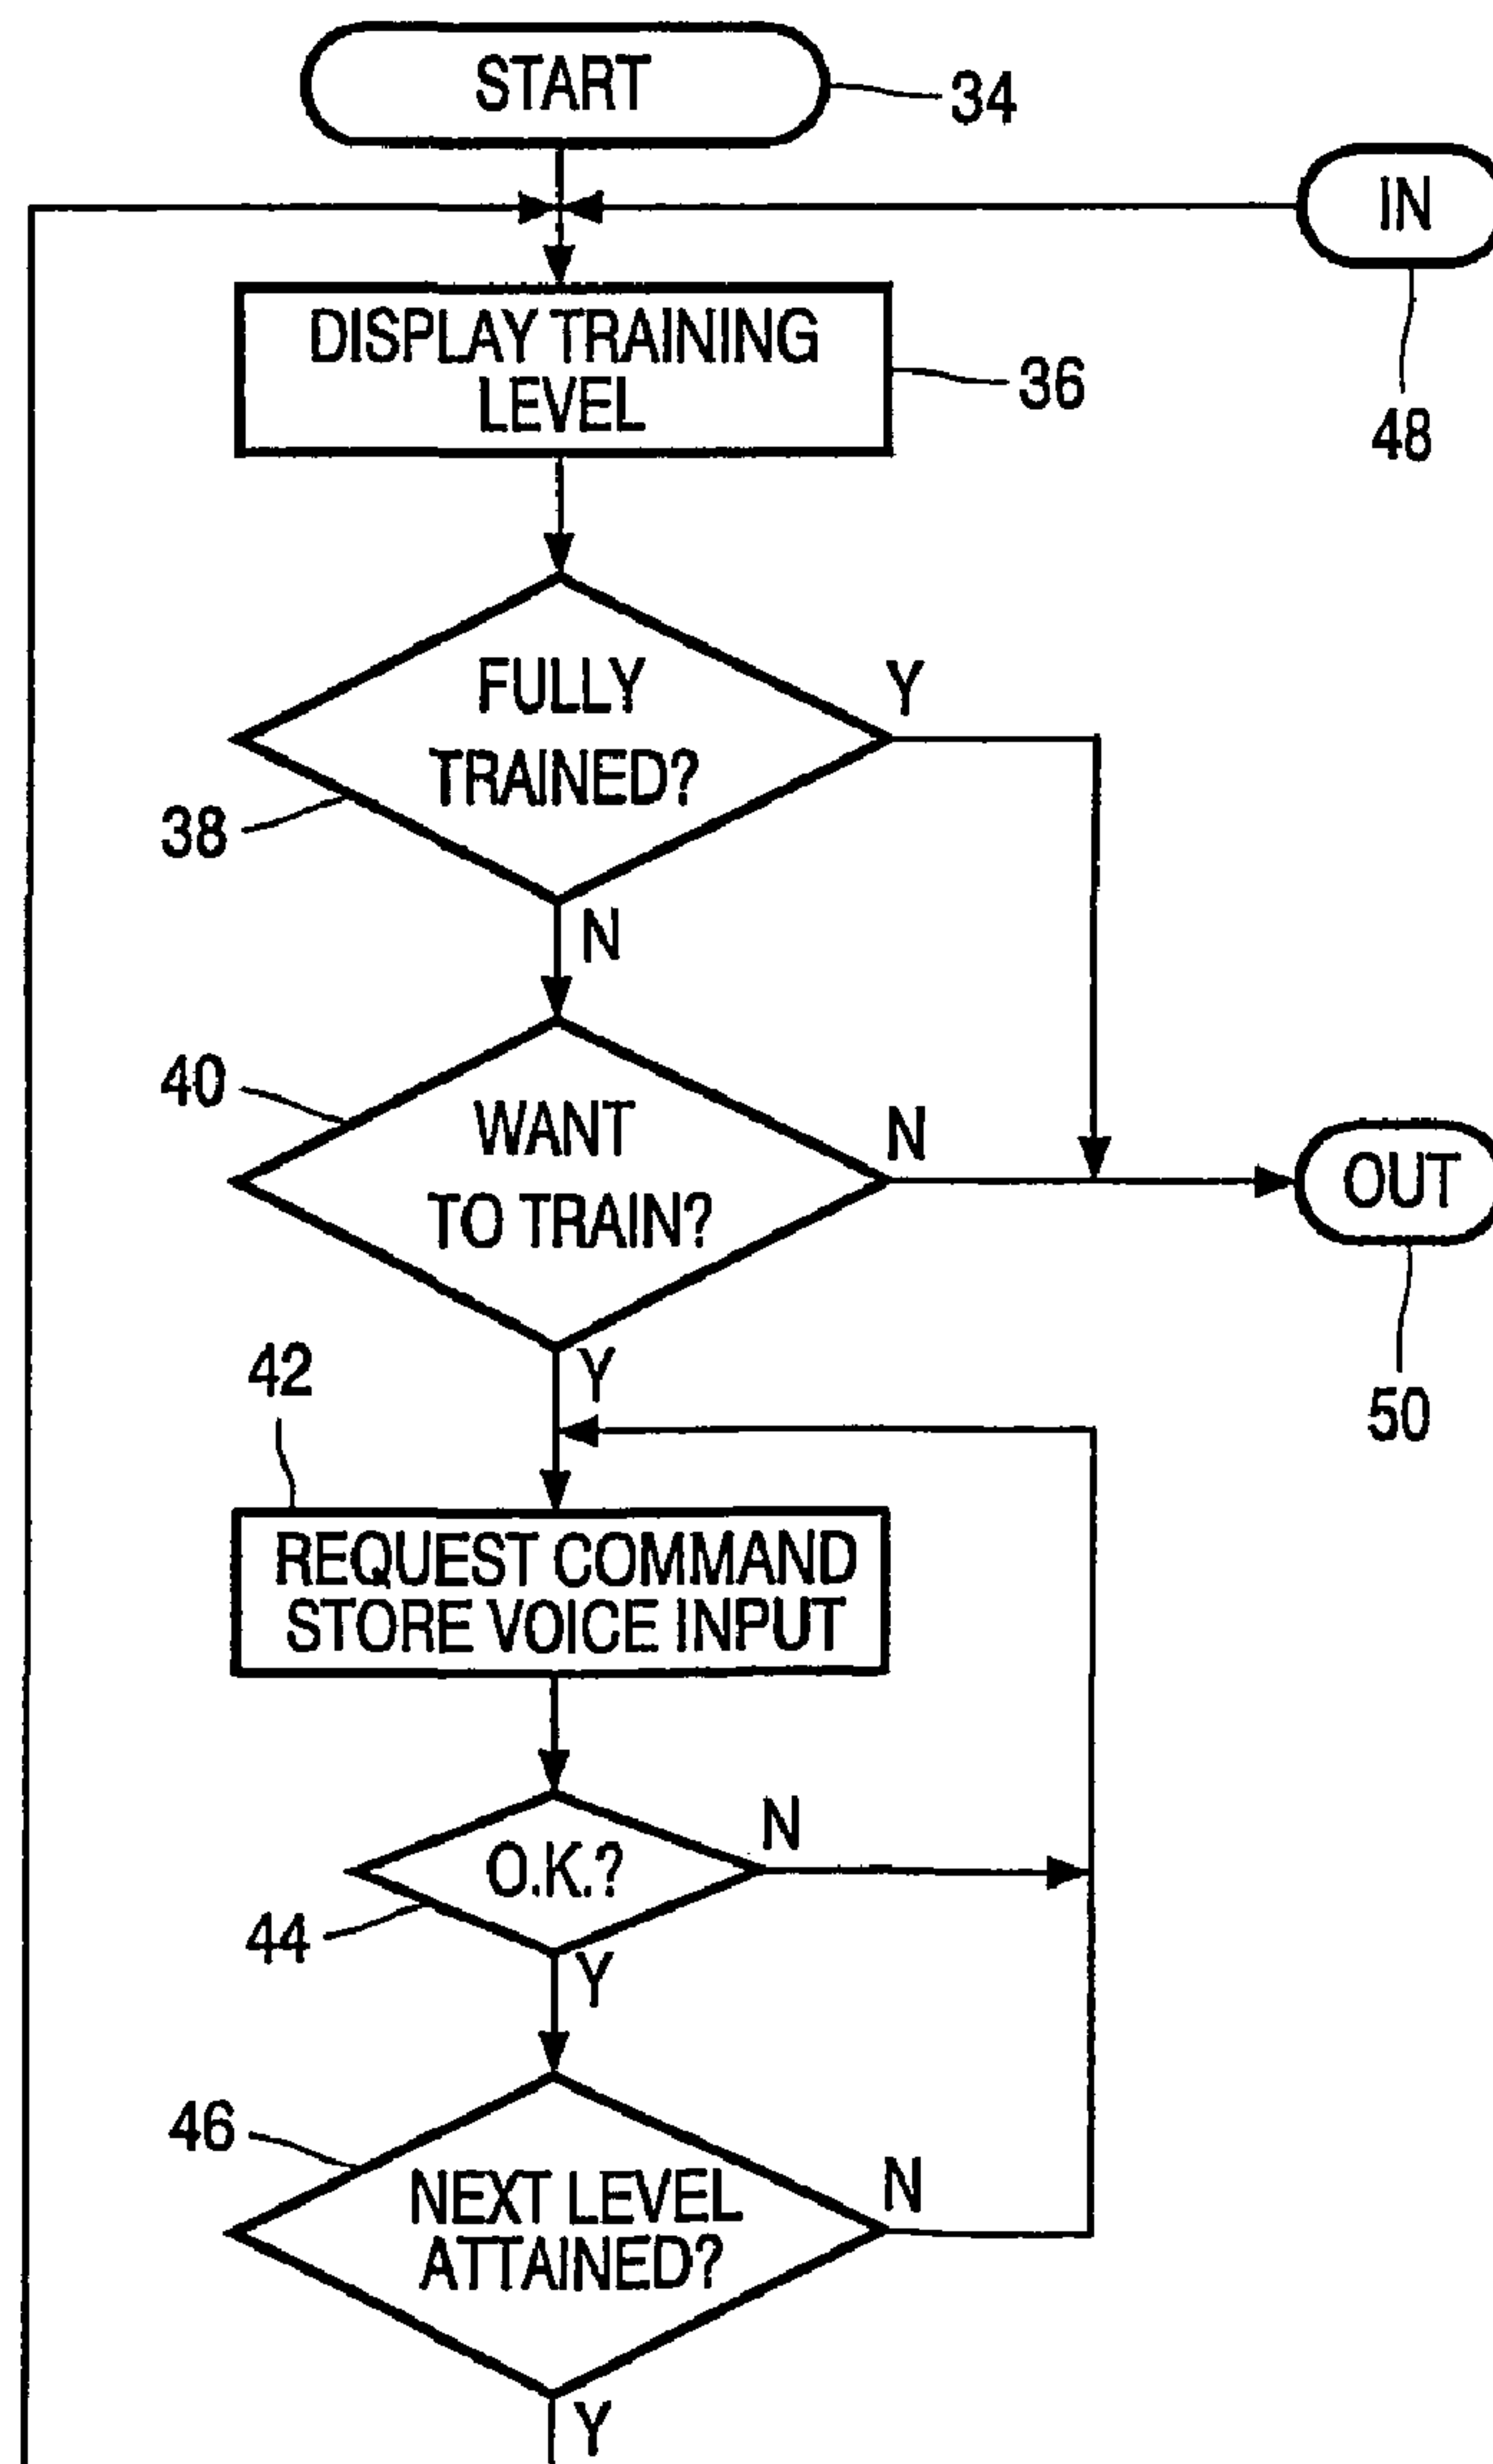 START
34
IN
48
DISPLAY TRAINING
LEVEL
36
FULLY
TRAINED?
Y
38
N
40
WANT
TO TRAIN?
N
OUT
50
Y
42
REQUEST COMMAND
STORE VOICE INPUT
O.K.?
N
44
Y
46
NEXT LEVEL
ATTAINED?
N
Y